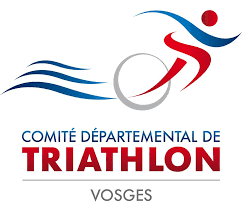 COMITÉ DÉPARTEMENTAL DE
TRIATHLON
VOSGES